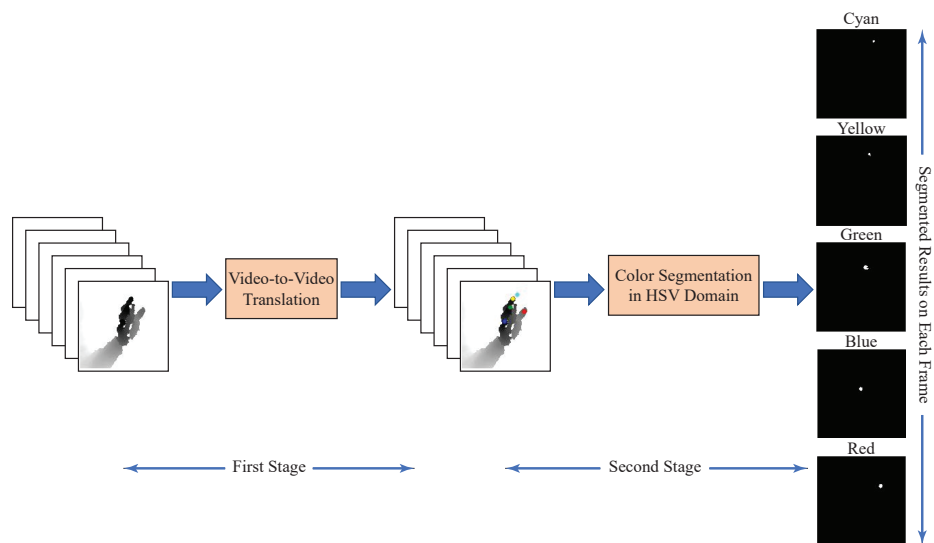 Cyan
Yellow
Green
Blue
Red
Video-to-Video
Translation
Color Segmentation
in HSV Domain
Segmented Results on Each Frame
First Stage
Second Stage